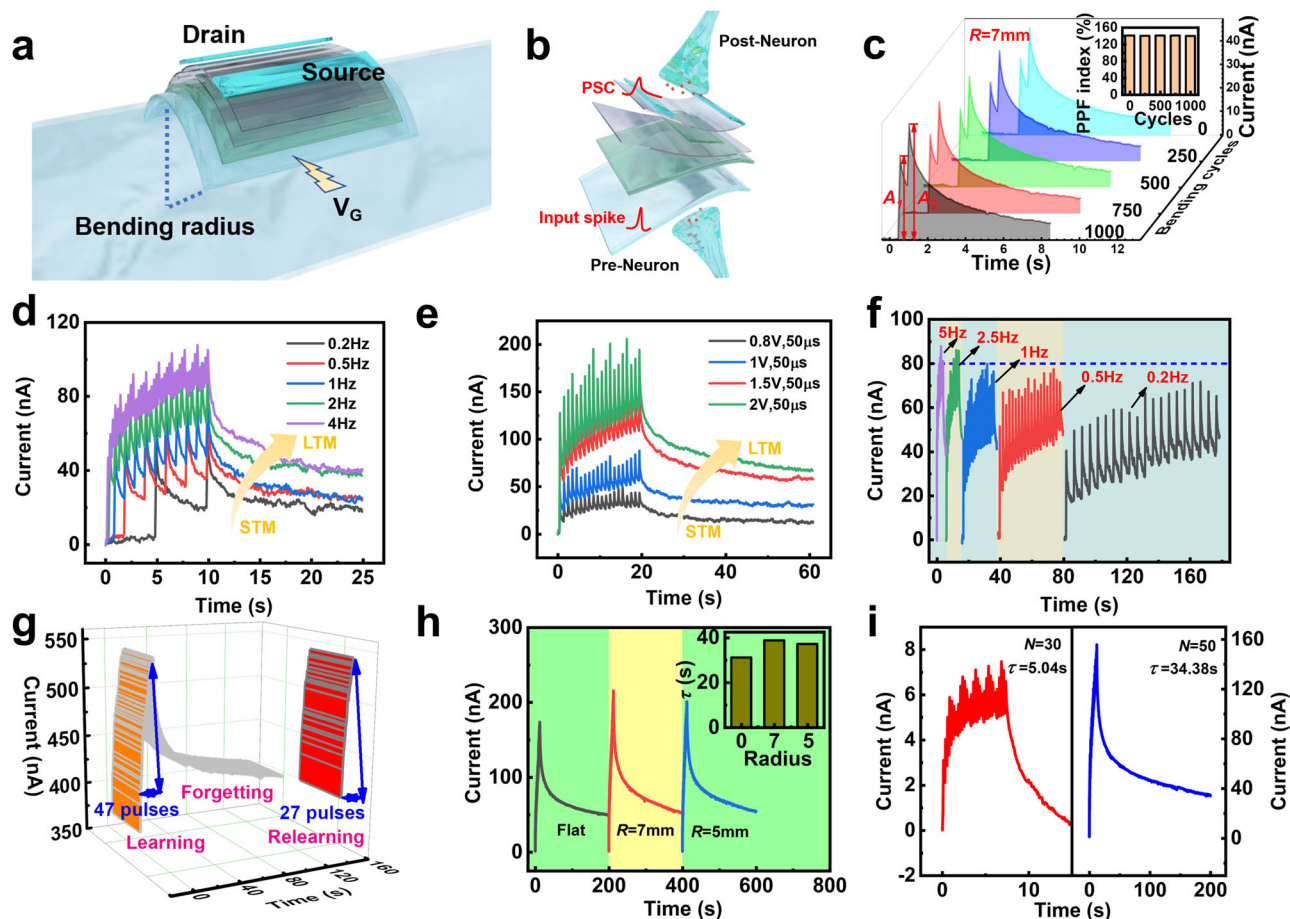 a
Drain
Source
Bending radius
V_G
b
Post-Neuron
PSC
Input spike
Pre-Neuron
c
R=7mm
PPF index (%)
160
120
80
40
0
0 500 1000
Cycles
Current (nA)
40
30
20
10
0
A₁
A₂
250
500
750
1000
Bending cycles
0 2 4 6 8 10 12
Time (s)
d
Current (nA)
120
80
40
0
0.2Hz
0.5Hz
1Hz
2Hz
4Hz
LTM
STM
0 5 10 15 20 25
Time (s)
e
Current (nA)
200
150
100
50
0
0.8V,50μs
1V,50μs
1.5V,50μs
2V,50μs
LTM
STM
0 20 40 60
Time (s)
f
Current (nA)
100
80
60
40
20
0
5Hz
2.5Hz
1Hz
0.5Hz
0.2Hz
0 40 80 120 160
Time (s)
g
Current (nA)
550
500
450
400
350
47 pulses
Learning
Forgetting
27 pulses
Relearning
0 40 80 120 160
Time (s)
h
Current (nA)
300
200
100
0
Flat
R=7mm
R=5mm
τ (s)
40
20
0
0 7 5
Radius
0 200 400 600 800
Time (s)
i
Current (nA)
8
6
4
2
0
-2
N=30
τ=5.04s
N=50
τ=34.38s
160
120
80
40
0
Current (nA)
0 10 0 100 200
Time (s)